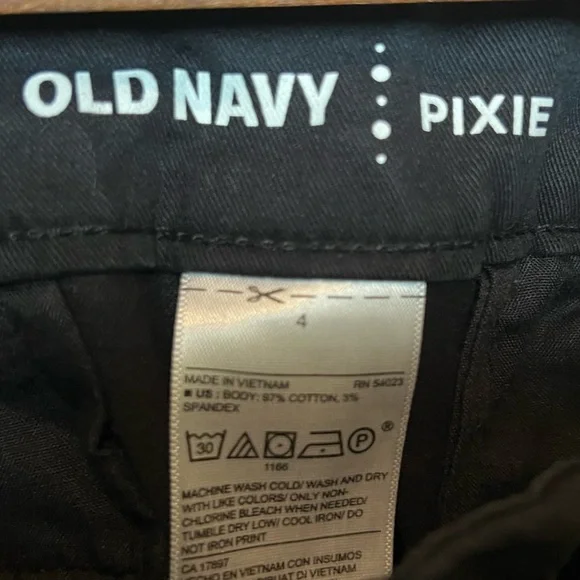 OLD NAVY PIXIE
4
MADE IN VIETNAM RN 54023
US : BODY: 97% COTTON, 3%
SPANDEX
30 P ®
1166
MACHINE WASH COLD/ WASH AND DRY
WITH LIKE COLORS/ ONLY NON-
CHLORINE BLEACH WHEN NEEDED/
TUMBLE DRY LOW/ COOL IRON/ DO
NOT IRON PRINT
CA 17897
ECHO EN VIETNAM CON INSUMOS
DI VIETNAM